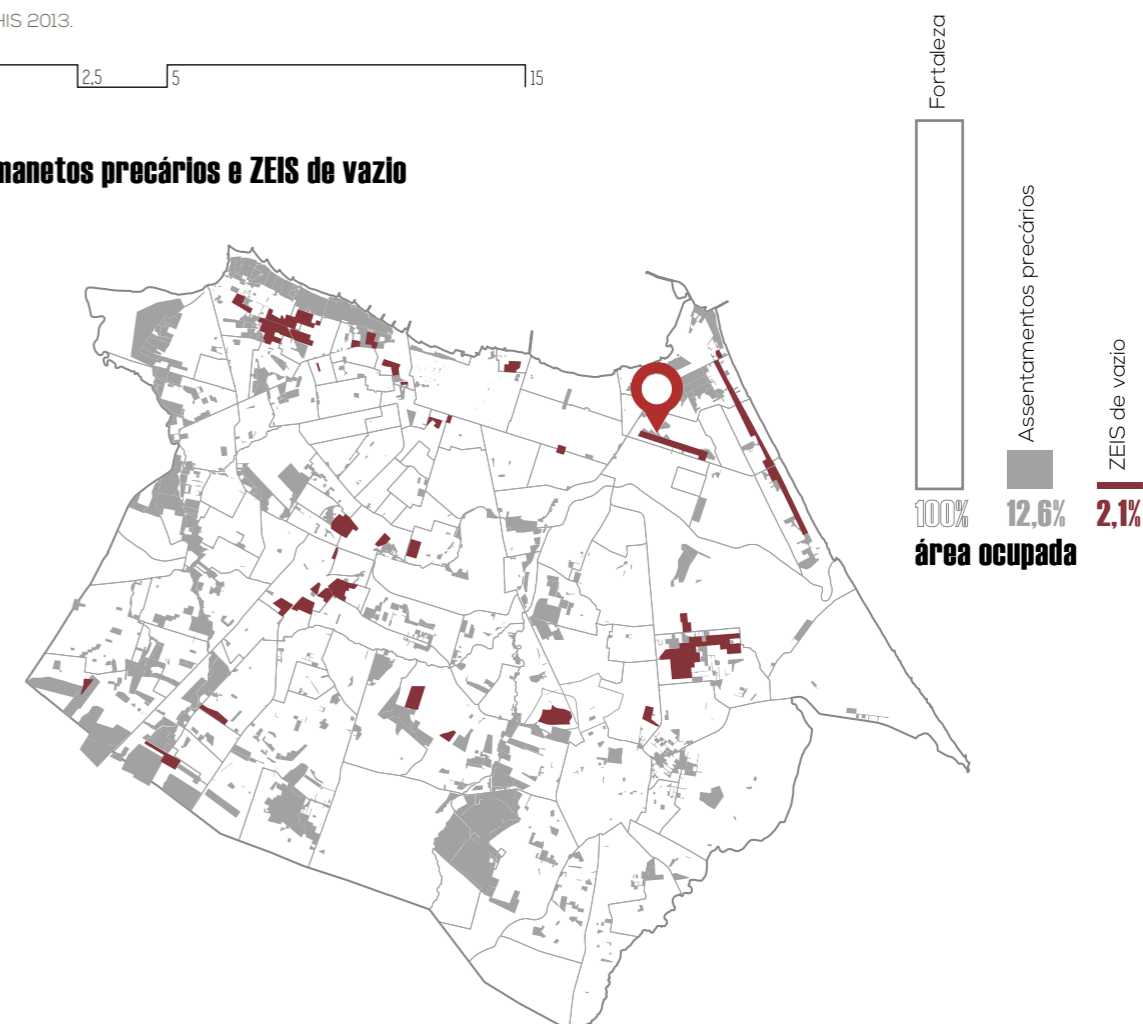 HIS 2013.
2,5
5
15
manetos precários e ZEIS de vazio
Fortaleza
Assentamentos precários
ZEIS de vazio
100%
12,6%
2,1%
área ocupada